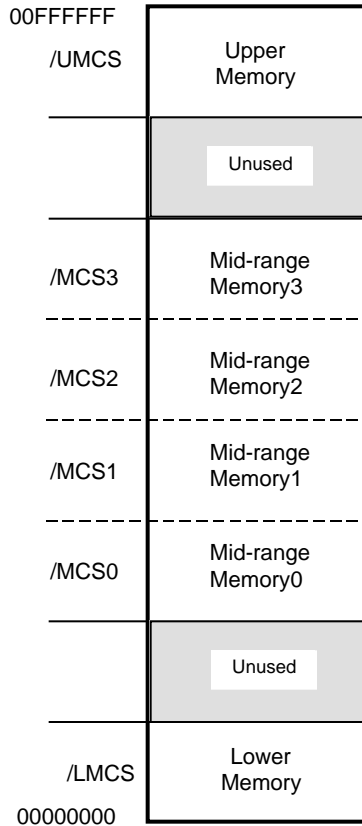 00FFFFFF
/UMCS
Upper
Memory
Unused
/MCS3
Mid-range
Memory3
/MCS2
Mid-range
Memory2
/MCS1
Mid-range
Memory1
/MCS0
Mid-range
Memory0
Unused
/LMCS
Lower
Memory
00000000